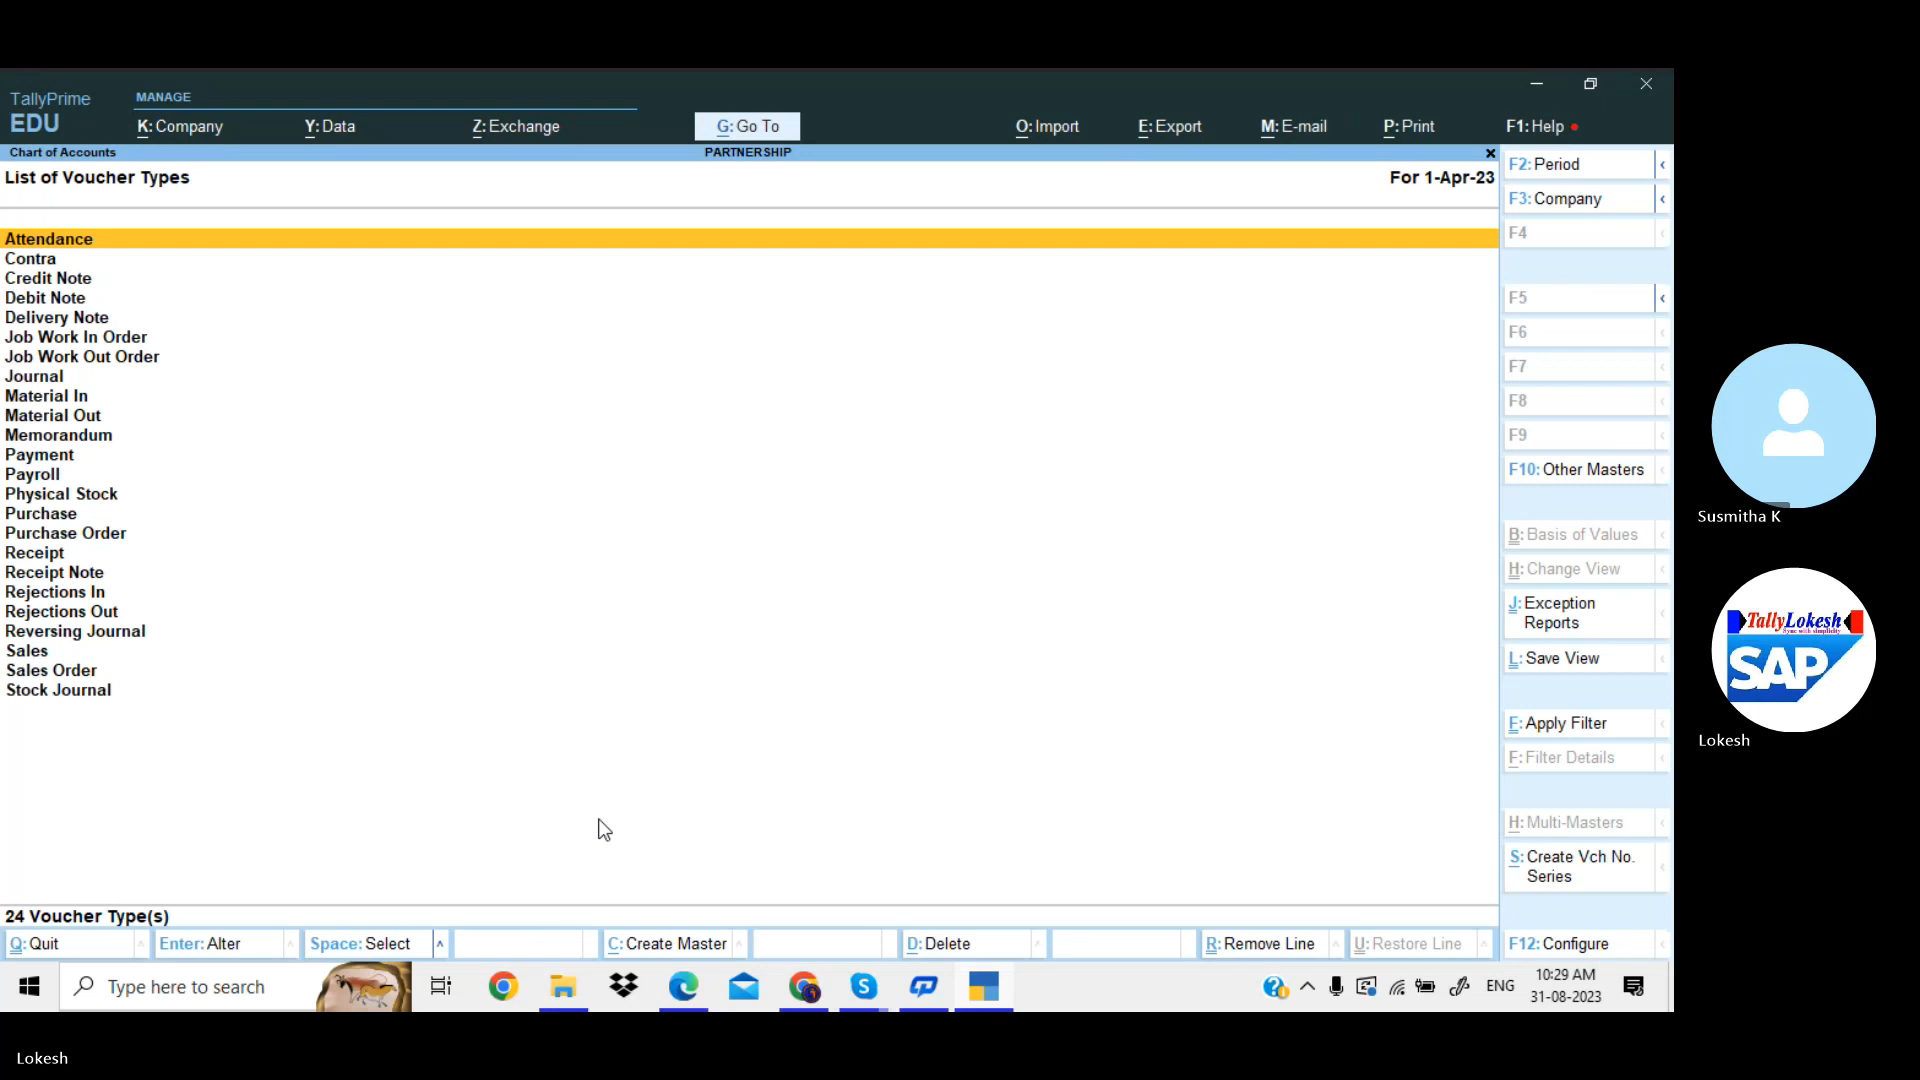 TallyPrime
EDU
MANAGE
K: Company
Y: Data
Z: Exchange
G: Go To
O: Import
E: Export
M: E-mail
P: Print
F1: Help
Chart of Accounts
PARTNERSHIP
List of Voucher Types
For 1-Apr-23
Attendance
Contra
Credit Note
Debit Note
Delivery Note
Job Work In Order
Job Work Out Order
Journal
Material In
Material Out
Memorandum
Payment
Payroll
Physical Stock
Purchase
Purchase Order
Receipt
Receipt Note
Rejections In
Rejections Out
Reversing Journal
Sales
Sales Order
Stock Journal
24 Voucher Type(s)
Q: Quit
Enter: Alter
Space: Select
C: Create Master
D: Delete
R: Remove Line
U: Restore Line
F2: Period
F3: Company
F4
F5
F6
F7
F8
F9
F10: Other Masters
B: Basis of Values
H: Change View
J: Exception
Reports
L: Save View
F: Apply Filter
F: Filter Details
H: Multi-Masters
S: Create Vch No.
Series
F12: Configure
Type here to search
ENG
10:29 AM
31-08-2023
Susmitha K
TallyLokesh
Sync with simplicity
SAP
Lokesh
Lokesh